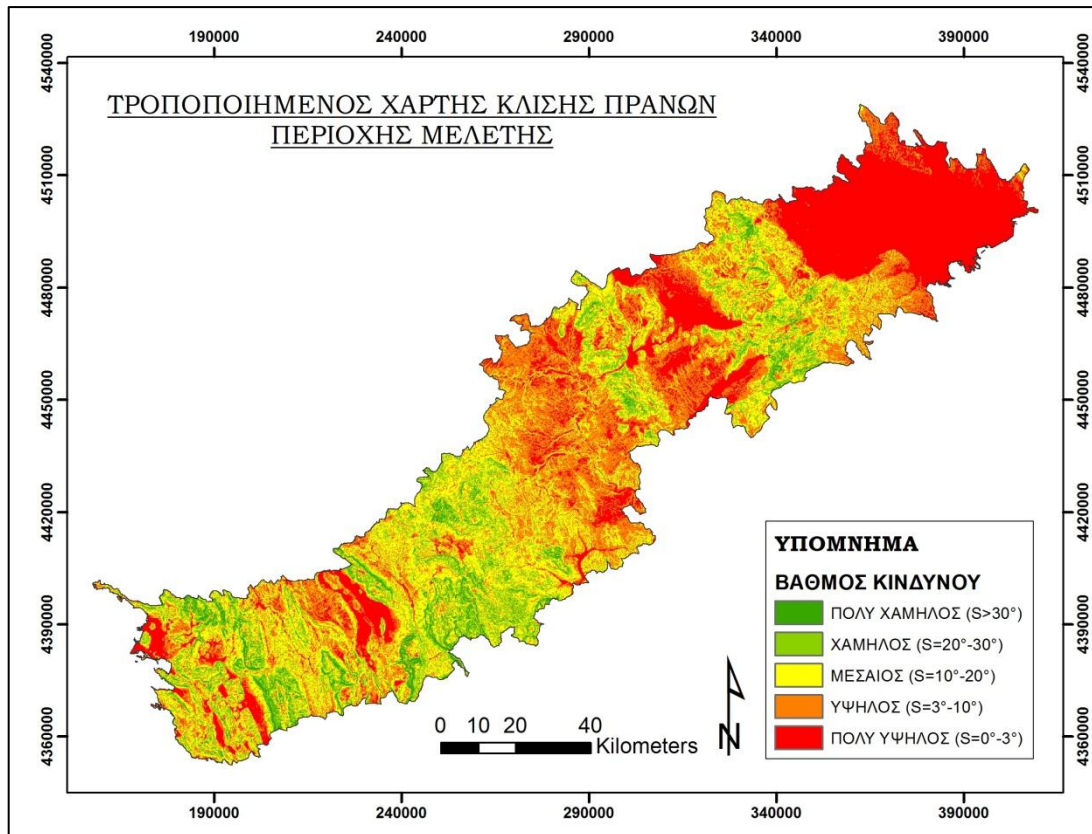 190000 240000 290000 340000 390000
4540000 4540000
ΤΡΟΠΟΠΟΙΗΜΕΝΟΣ ΧΑΡΤΗΣ ΚΛΙΣΗΣ ΠΡΑΝΩΝ
ΠΕΡΙΟΧΗΣ ΜΕΛΕΤΗΣ
4510000 4510000
4480000 4480000
4450000 4450000
4420000 4420000
ΥΠΟΜΝΗΜΑ
ΒΑΘΜΟΣ ΚΙΝΔΥΝΟΥ
ΠΟΛΥ ΧΑΜΗΛΟΣ (S>30°)
ΧΑΜΗΛΟΣ (S=20°-30°)
ΜΕΣΑΙΟΣ (S=10°-20°)
ΥΨΗΛΟΣ (S=3°-10°)
ΠΟΛΥ ΥΨΗΛΟΣ (S=0°-3°)
4390000 4390000
0 10 20 40
Kilometers
N
4360000 4360000
190000 240000 290000 340000 390000